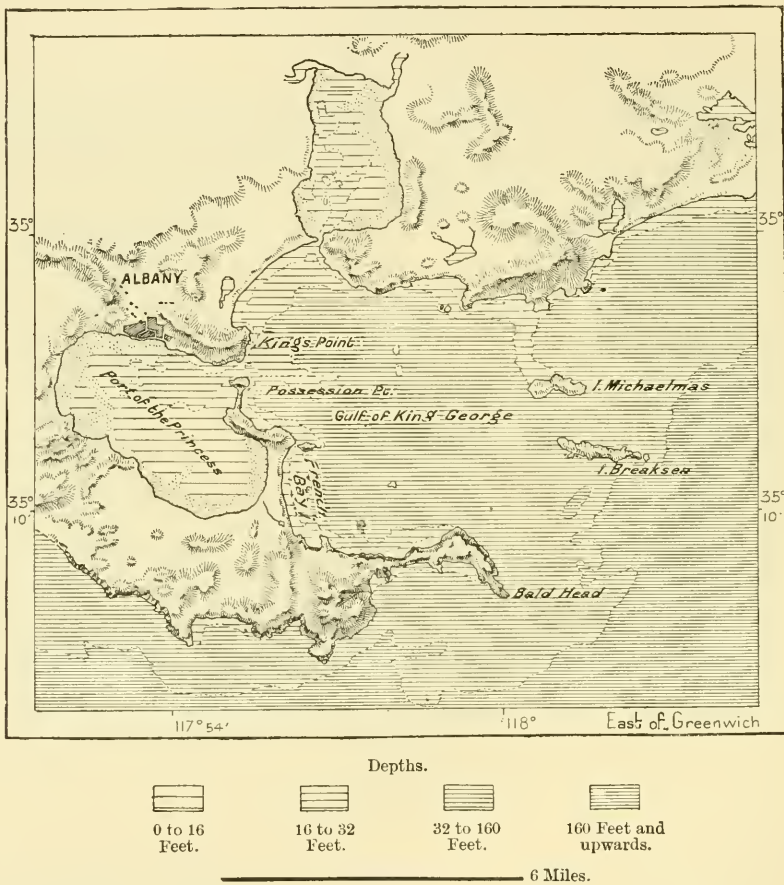 35°
35°
ALBANY
Kings Point
Possession Pt.
I. Michaelmas
Port of the Princess
Gulf of King George
French Bay
I. Breaksea
35°
10'
35°
10'
Bald Head
117° 54'
118°
East of Greenwich
Depths.
0 to 16
Feet.
16 to 32
Feet.
32 to 160
Feet.
160 Feet and
upwards.
6 Miles.